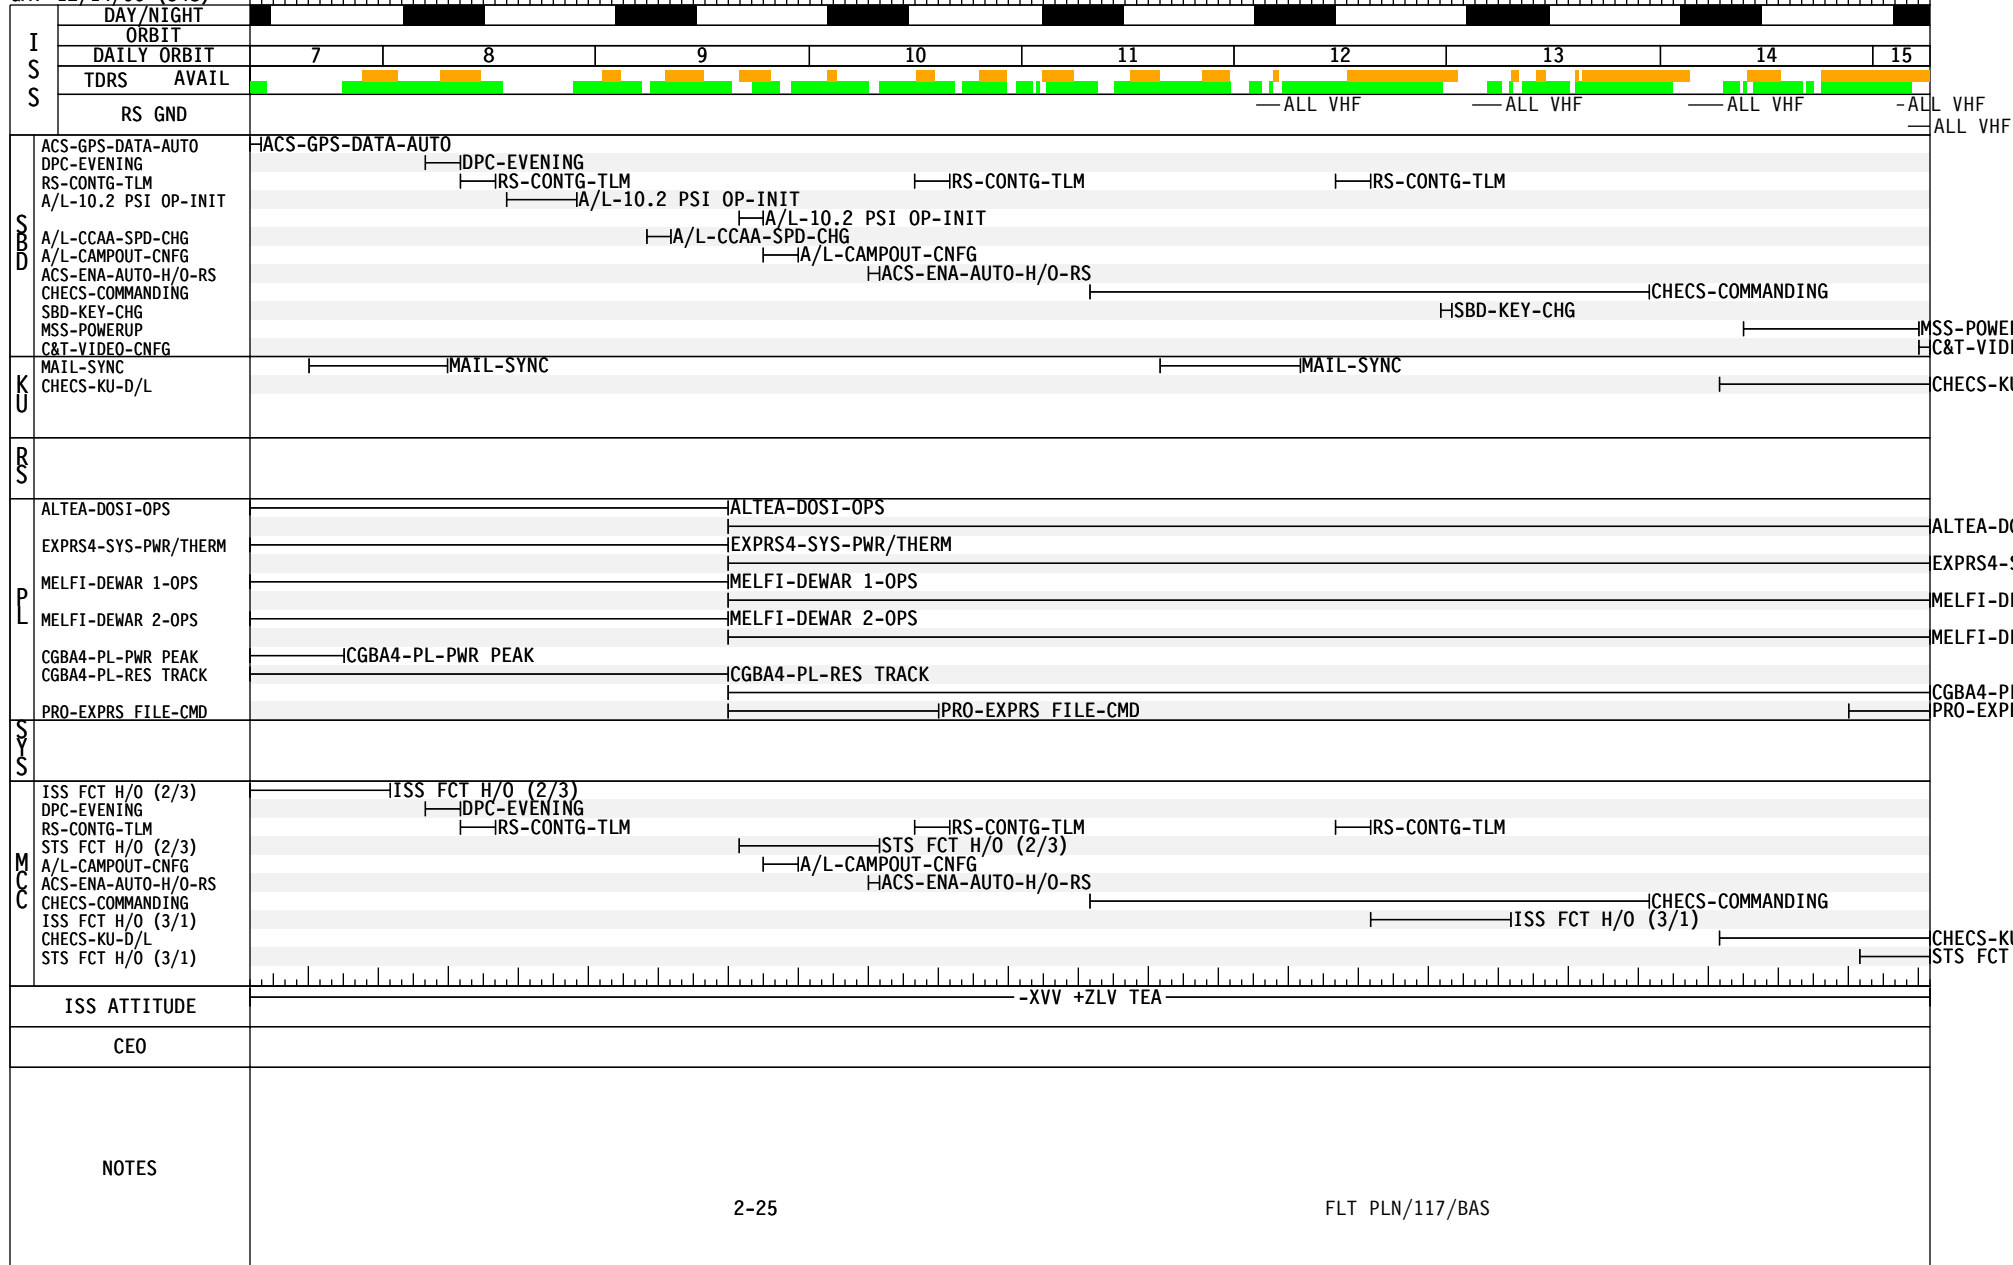 DAY/NIGHT
ORBIT
DAILY ORBIT 7 8 9 10 11 12 13 14 15
TDRS AVAIL
RS GND ALL VHF ALL VHF ALL VHF ALL VHF
ALL VHF
ISS
ACS-GPS-DATA-AUTO ACS-GPS-DATA-AUTO
DPC-EVENING DPC-EVENING
RS-CONTG-TLM RS-CONTG-TLM RS-CONTG-TLM RS-CONTG-TLM
A/L-10.2 PSI OP-INIT A/L-10.2 PSI OP-INIT
A/L-10.2 PSI OP-INIT
A/L-CCAA-SPD-CHG A/L-CCAA-SPD-CHG
A/L-CAMPOUT-CNFG A/L-CAMPOUT-CNFG
ACS-ENA-AUTO-H/O-RS ACS-ENA-AUTO-H/O-RS
CHECS-COMMANDING CHECS-COMMANDING
SBD-KEY-CHG SBD-KEY-CHG
MSS-POWERUP
C&T-VIDEO-CNFG
SBD
MAIL-SYNC MAIL-SYNC MAIL-SYNC
CHECS-KU-D/L
KU
RS
ALTEA-DOSI-OPS ALTEA-DOSI-OPS
EXPRS4-SYS-PWR/THERM EXPRS4-SYS-PWR/THERM
MELFI-DEWAR 1-OPS MELFI-DEWAR 1-OPS
MELFI-DEWAR 2-OPS MELFI-DEWAR 2-OPS
CGBA4-PL-PWR PEAK CGBA4-PL-PWR PEAK
CGBA4-PL-RES TRACK CGBA4-PL-RES TRACK
PRO-EXPRS FILE-CMD PRO-EXPRS FILE-CMD
PL
SYS
ISS FCT H/O (2/3) ISS FCT H/O (2/3)
DPC-EVENING DPC-EVENING
RS-CONTG-TLM RS-CONTG-TLM RS-CONTG-TLM RS-CONTG-TLM
STS FCT H/O (2/3) STS FCT H/O (2/3)
A/L-CAMPOUT-CNFG A/L-CAMPOUT-CNFG
ACS-ENA-AUTO-H/O-RS ACS-ENA-AUTO-H/O-RS
CHECS-COMMANDING CHECS-COMMANDING
ISS FCT H/O (3/1) ISS FCT H/O (3/1)
CHECS-KU-D/L
STS FCT H/O (3/1) STS FCT
MCC
ISS ATTITUDE -XVV +ZLV TEA
CEO
NOTES
2-25 FLT PLN/117/BAS